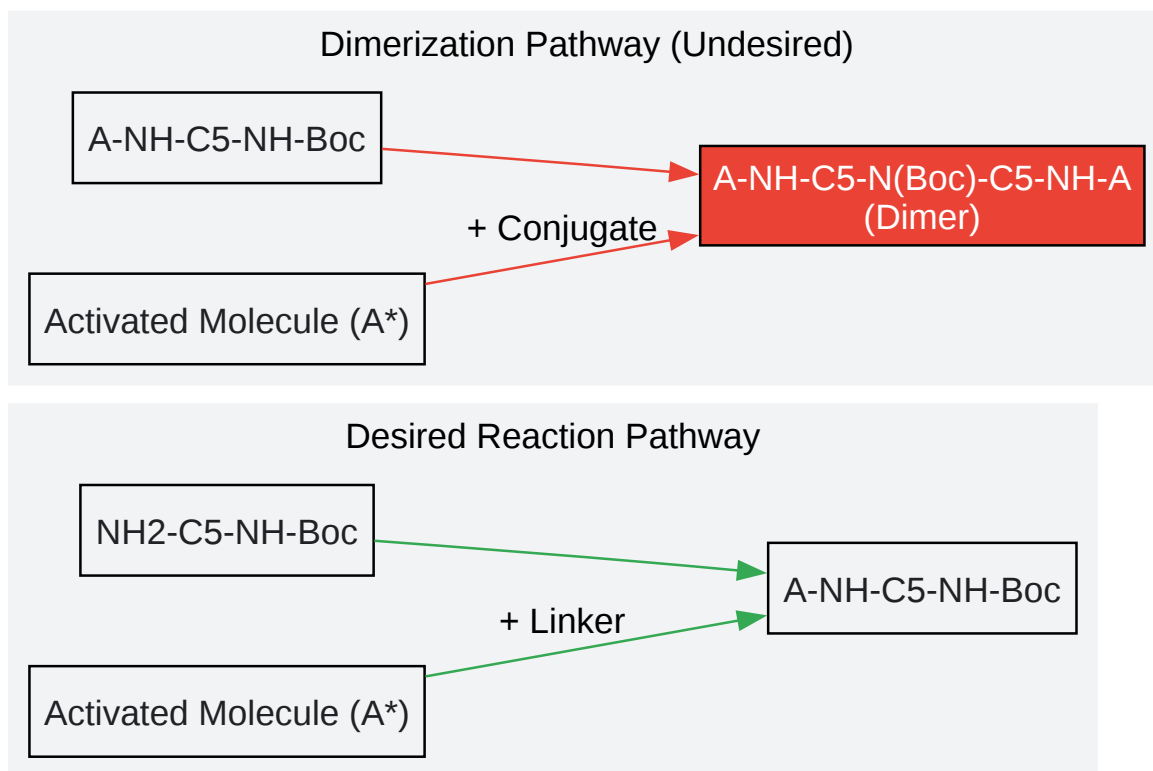 Dimerization Pathway (Undesired)
A-NH-C5-NH-Boc
A-NH-C5-N(Boc)-C5-NH-A
(Dimer)
+ Conjugate
Activated Molecule (A*)
Desired Reaction Pathway
NH2-C5-NH-Boc
A-NH-C5-NH-Boc
+ Linker
Activated Molecule (A*)